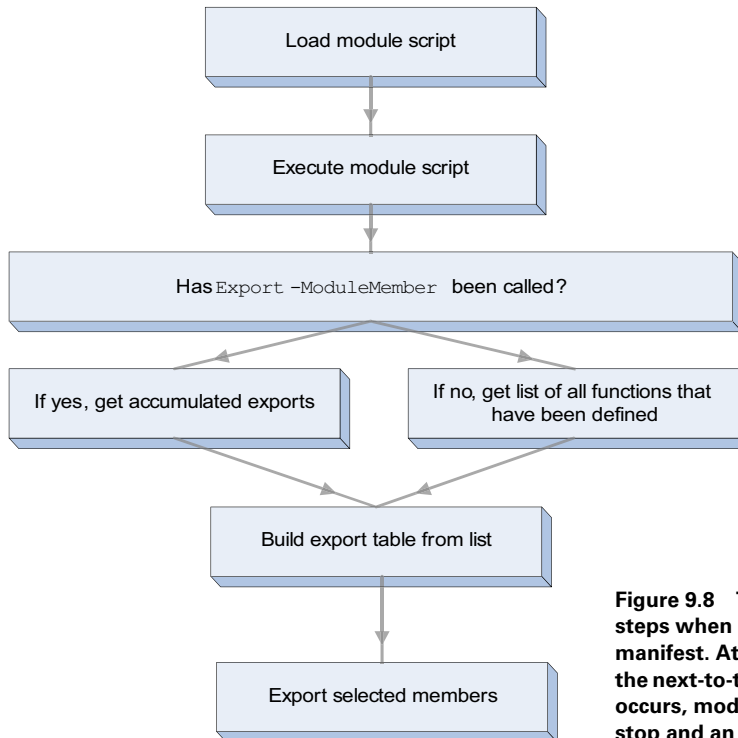 Load module script
Execute module script
Has Export -ModuleMember been called?
If yes, get accumulated exports
If no, get list of all functions that
have been defined
Build export table from list
Export selected members
Figure 9.8
steps when
manifest. At
the next-to-t
occurs, mod
stop and an